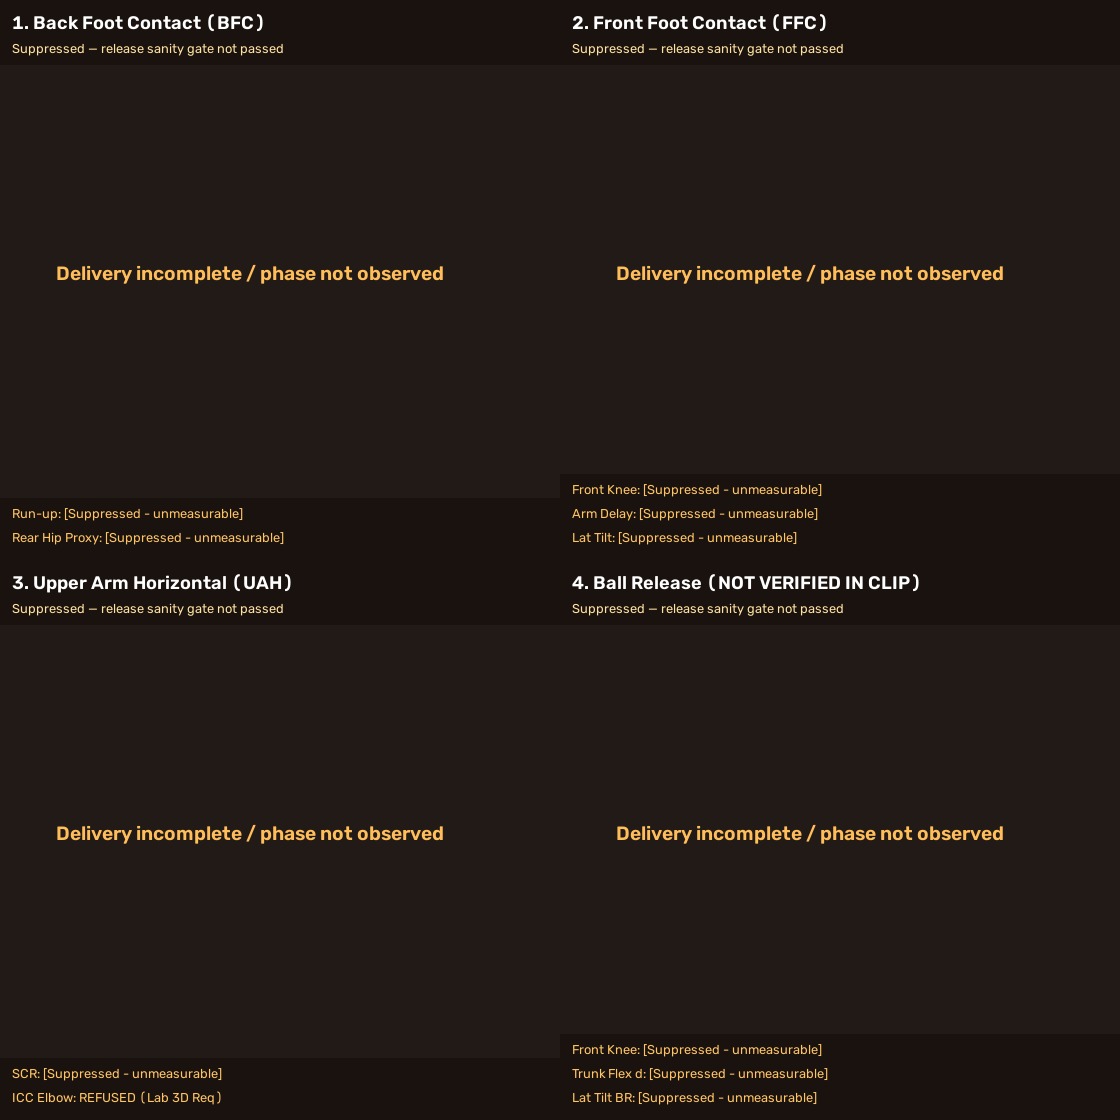 1. Back Foot Contact (BFC)
Suppressed — release sanity gate not passed
Delivery incomplete / phase not observed
Run-up: [Suppressed - unmeasurable]
Rear Hip Proxy: [Suppressed - unmeasurable]
2. Front Foot Contact (FFC)
Suppressed — release sanity gate not passed
Delivery incomplete / phase not observed
Front Knee: [Suppressed - unmeasurable]
Arm Delay: [Suppressed - unmeasurable]
Lat Tilt: [Suppressed - unmeasurable]
3. Upper Arm Horizontal (UAH)
Suppressed — release sanity gate not passed
Delivery incomplete / phase not observed
SCR: [Suppressed - unmeasurable]
ICC Elbow: REFUSED (Lab 3D Req)
4. Ball Release (NOT VERIFIED IN CLIP)
Suppressed — release sanity gate not passed
Delivery incomplete / phase not observed
Front Knee: [Suppressed - unmeasurable]
Trunk Flex d: [Suppressed - unmeasurable]
Lat Tilt BR: [Suppressed - unmeasurable]